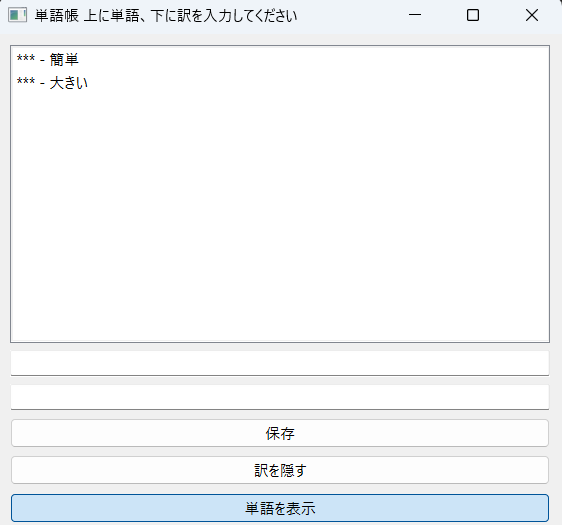 単語帳 上に単語、下に訳を入力してください
*** - 簡単
*** - 大きい
保存
訳を隠す
単語を表示